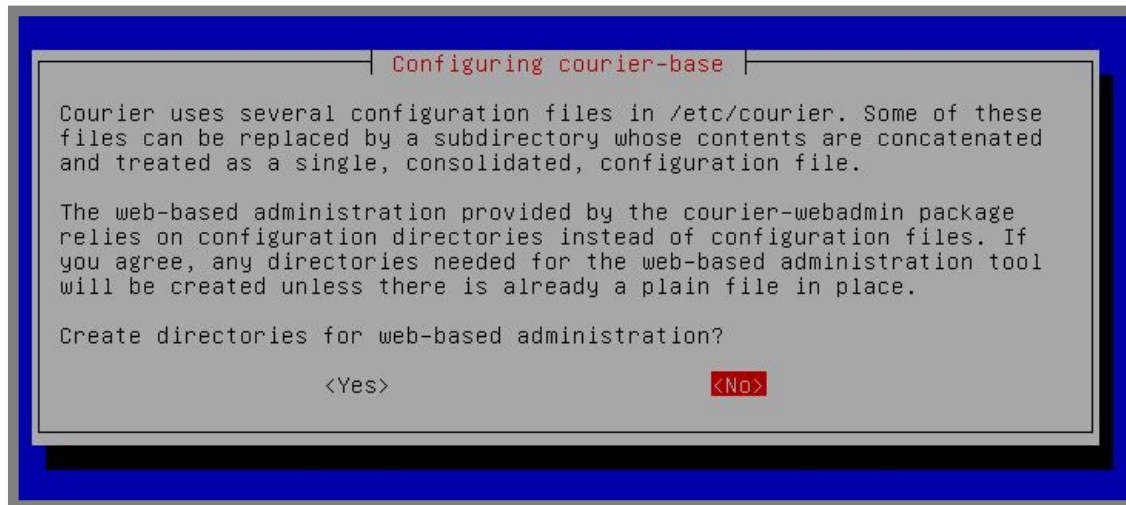 Configuring courier-base
Courier uses several configuration files in /etc/courier. Some of these
files can be replaced by a subdirectory whose contents are concatenated
and treated as a single, consolidated, configuration file.
The web-based administration provided by the courier-webadmin package
relies on configuration directories instead of configuration files. If
you agree, any directories needed for the web-based administration tool
will be created unless there is already a plain file in place.
Create directories for web-based administration?
<Yes> <No>